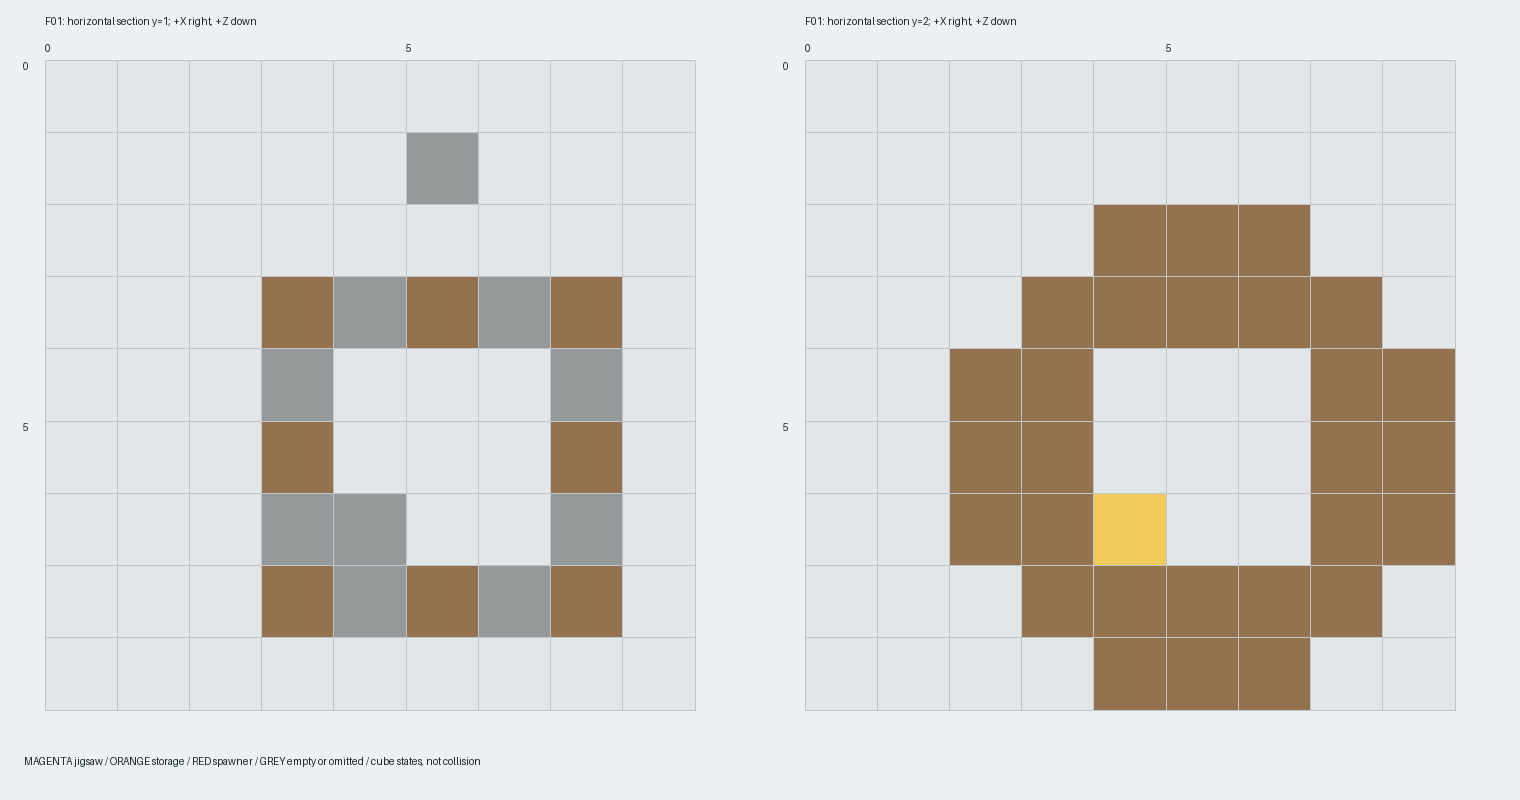 F01: horizontal section y=1; +X right, +Z down
F01: horizontal section y=2; +X right, +Z down
0 5
0 5
0
0
5
5
MAGENTA jigsaw / ORANGE storage / RED spawner / GREY empty or omitted / cube states, not collision